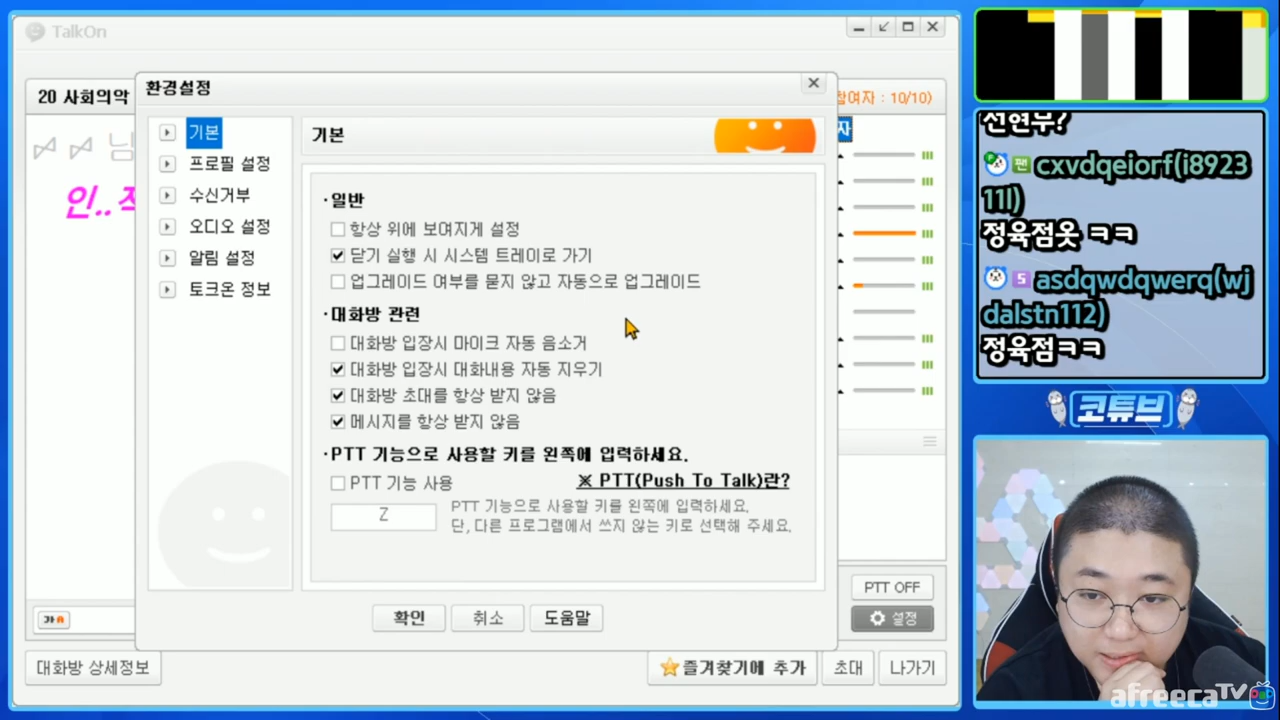 TalkOn
20 사회의약
참여자 : 10/10)
환경설정
기본
프로필 설정
수신거부
오디오 설정
알림 설정
토크온 정보
기본
·일반
항상 위에 보여지게 설정
닫기 실행 시 시스템 트레이로 가기
업그레이드 여부를 묻지 않고 자동으로 업그레이드
·대화방 관련
대화방 입장시 마이크 자동 음소거
대화방 입장시 대화내용 자동 지우기
대화방 초대를 항상 받지 않음
메시지를 항상 받지 않음
·PTT 기능으로 사용할 키를 왼쪽에 입력하세요.
PTT 기능 사용
※ PTT(Push To Talk)란?
Z
PTT 기능으로 사용할 키를 왼쪽에 입력하세요.
단, 다른 프로그램에서 쓰지 않는 키로 선택해 주세요.
확인
취소
도움말
님
인..
자
가A
PTT OFF
설정
대화방 상세정보
즐겨찾기에 추가
초대
나가기
선현우?
팬 cxvdqeiorf(i8923
11l)
정육점옷 ㅋㅋ
S asdqwdqwerq(wj
dalstn112)
정육점ㅋㅋ
코튜브
afreecaTV